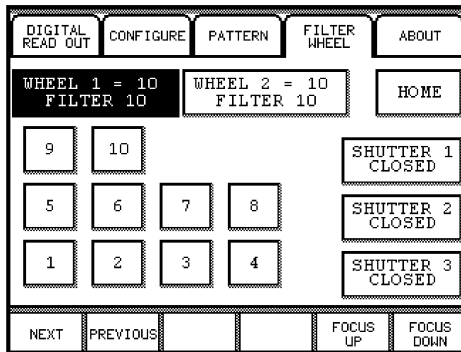 DIGITAL
READ OUT
CONFIGURE
PATTERN
FILTER
WHEEL
ABOUT
WHEEL 1 = 10
FILTER 10
WHEEL 2 = 10
FILTER 10
HOME
9
10
SHUTTER 1
CLOSED
5
6
7
8
SHUTTER 2
CLOSED
1
2
3
4
SHUTTER 3
CLOSED
NEXT
PREVIOUS
FOCUS
UP
FOCUS
DOWN